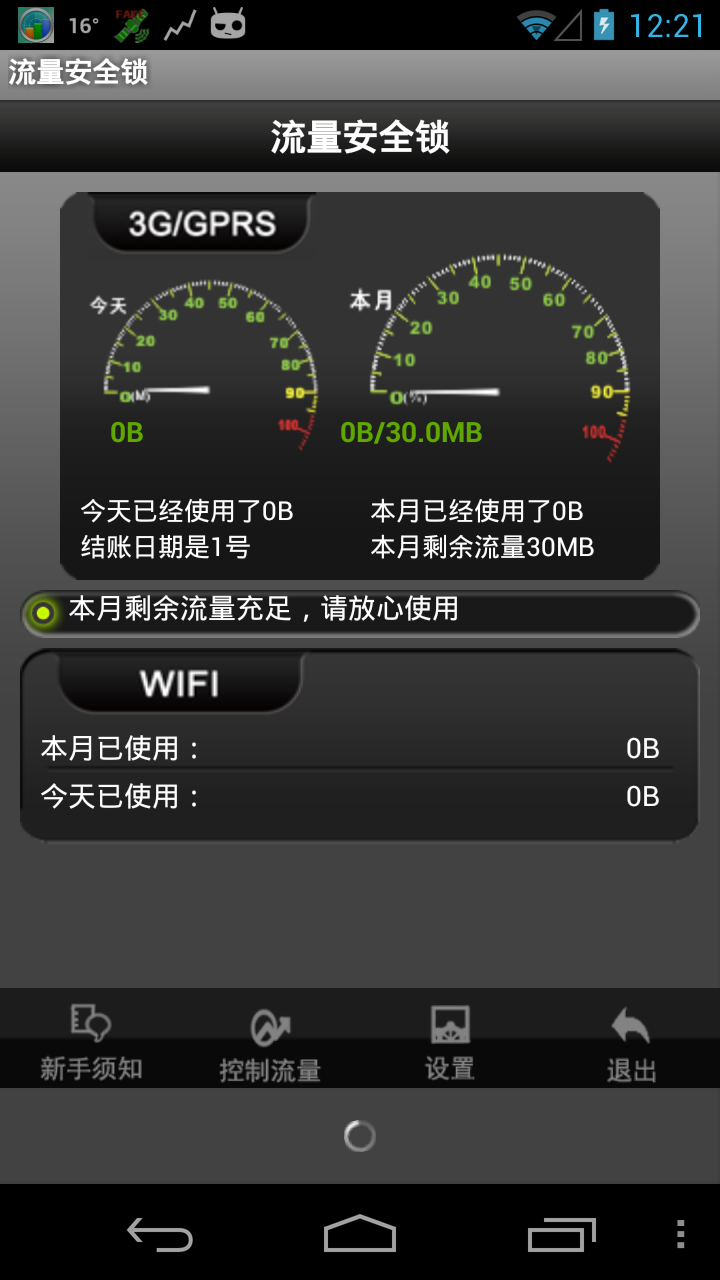 16° FAKE 12:21
流量安全锁
流量安全锁
3G/GPRS
今天
0(M) 10 20 30 40 50 60 70 80 90 100
0B
本月
0(%) 10 20 30 40 50 60 70 80 90 100
0B/30.0MB
今天已经使用了0B
结账日期是1号
本月已经使用了0B
本月剩余流量30MB
本月剩余流量充足，请放心使用
WIFI
本月已使用： 0B
今天已使用： 0B
新手须知 控制流量 设置 退出